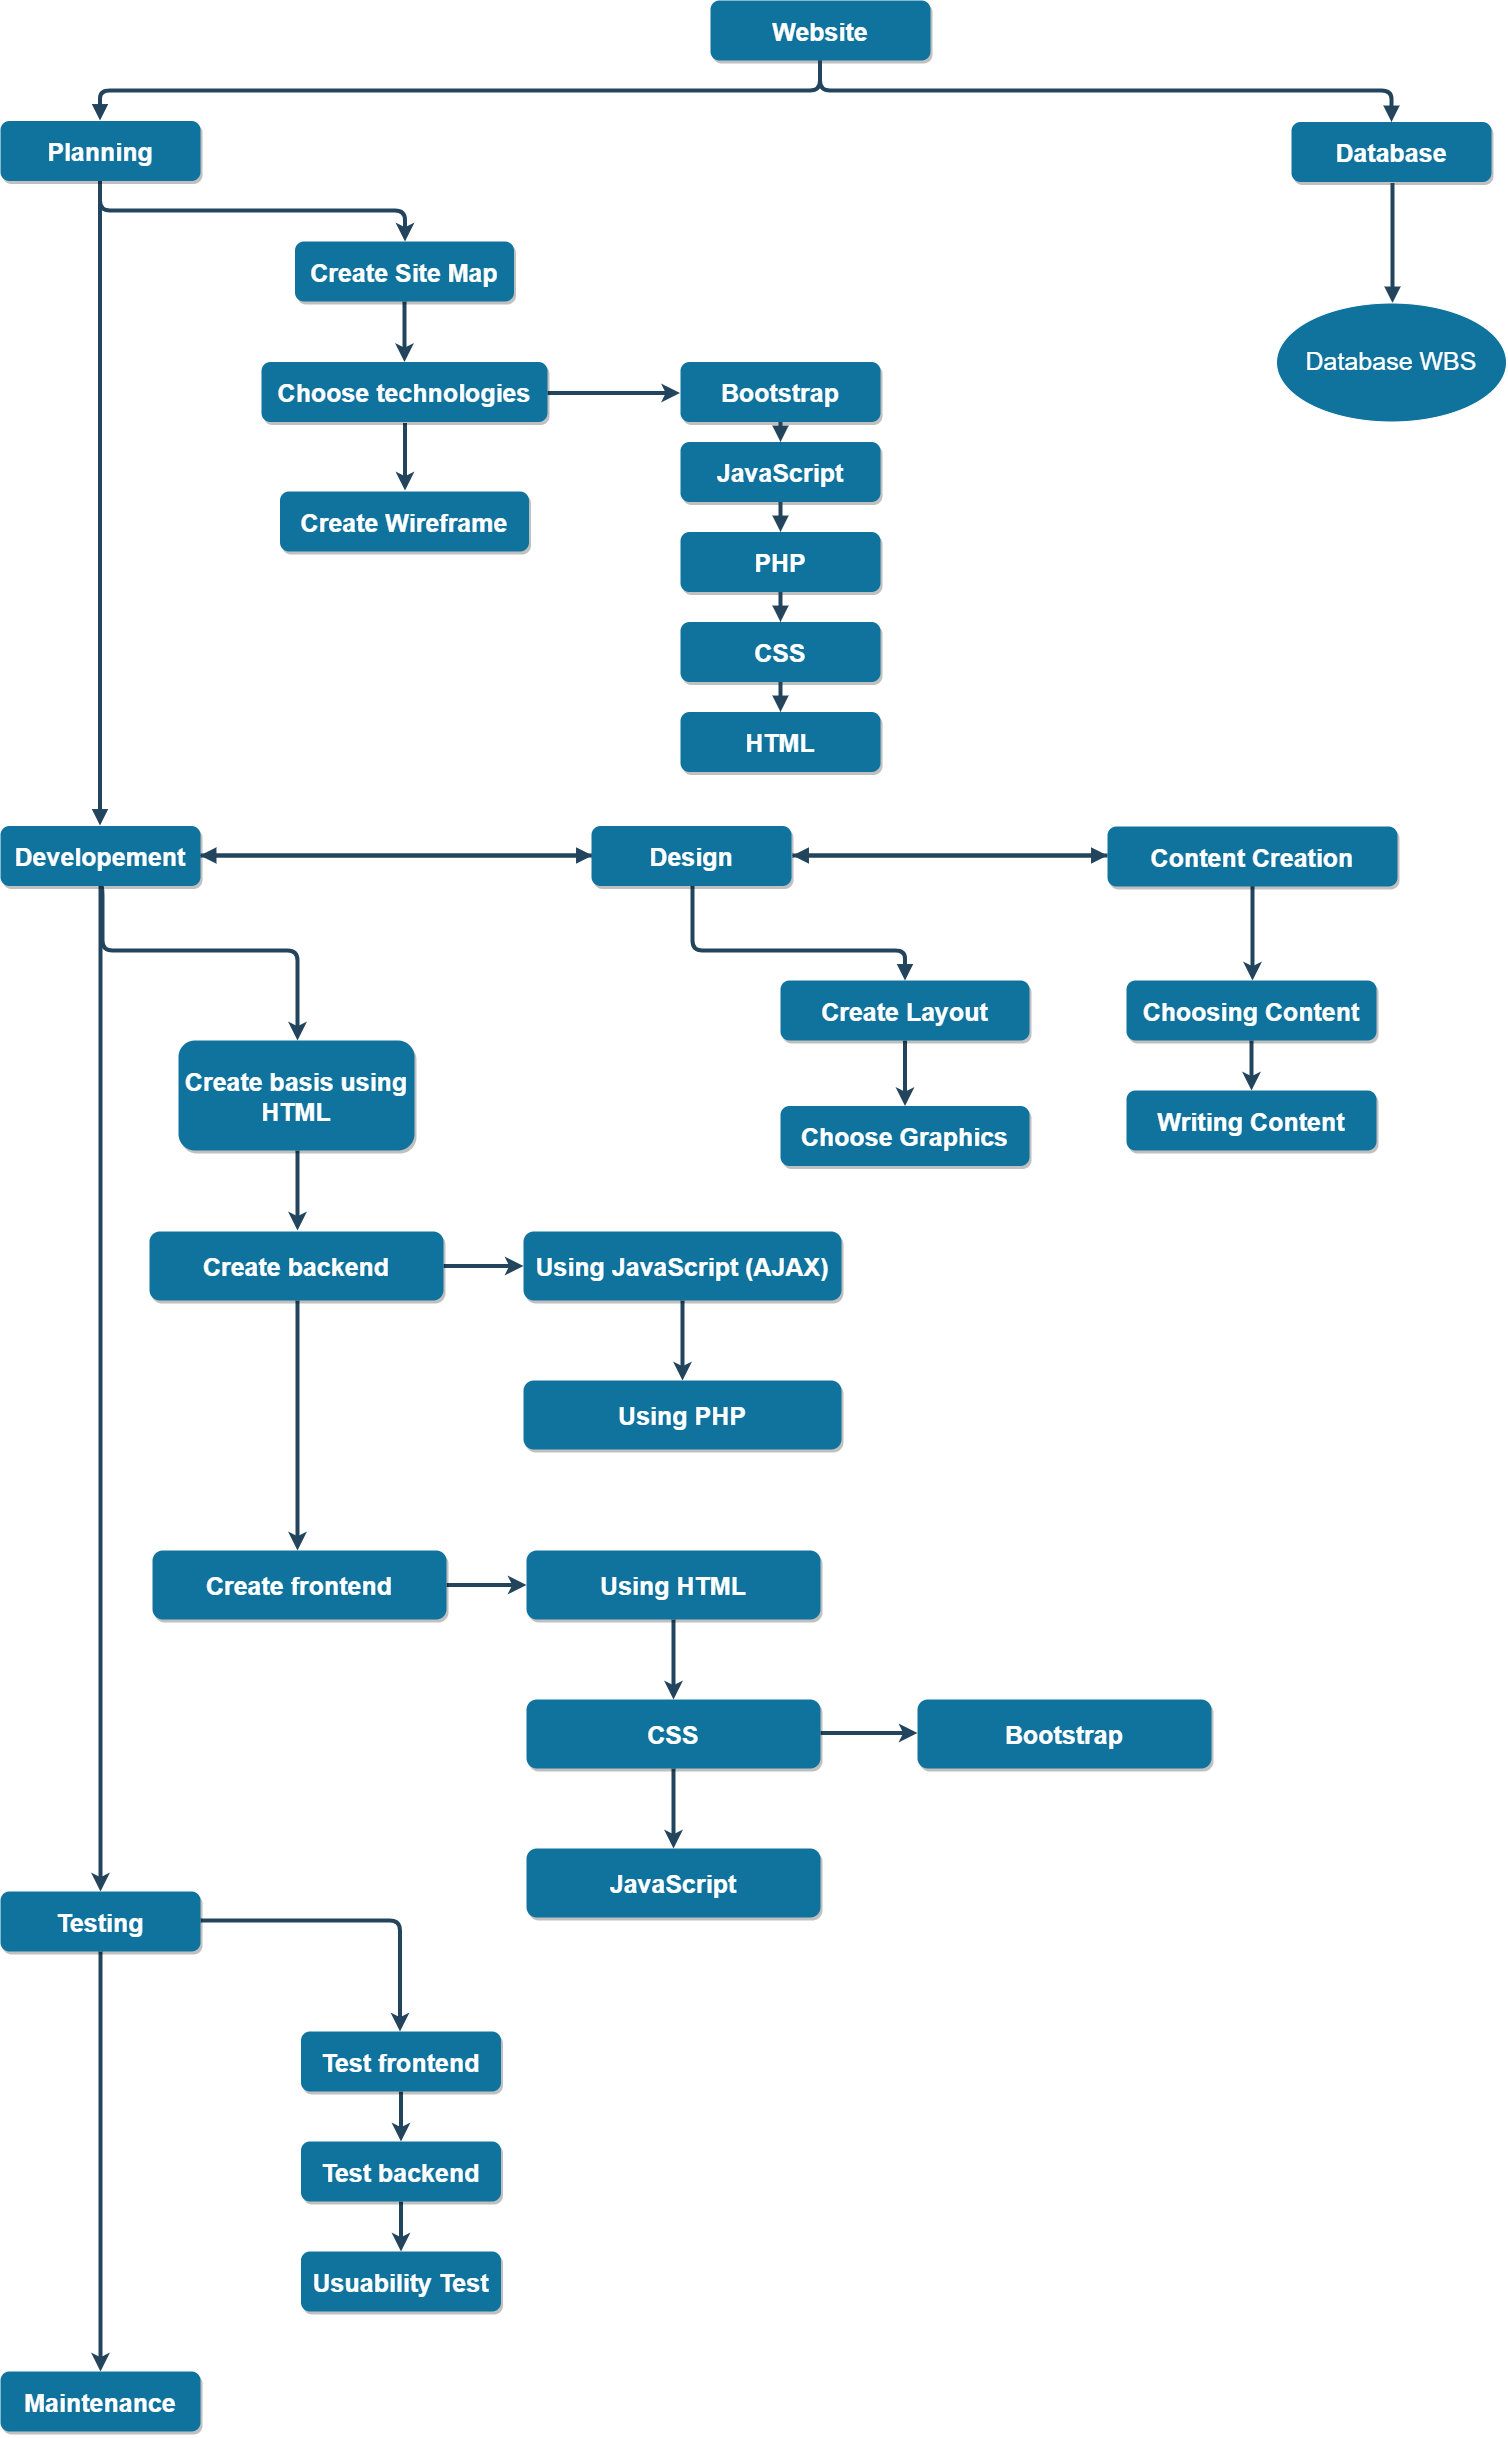 Website
Planning
Database
Create Site Map
Database WBS
Choose technologies
Bootstrap
JavaScript
Create Wireframe
PHP
CSS
HTML
Developement
Design
Content Creation
Create Layout
Choosing Content
Create basis using
HTML
Choose Graphics
Writing Content
Create backend
Using JavaScript (AJAX)
Using PHP
Create frontend
Using HTML
CSS
Bootstrap
JavaScript
Testing
Test frontend
Test backend
Usuability Test
Maintenance